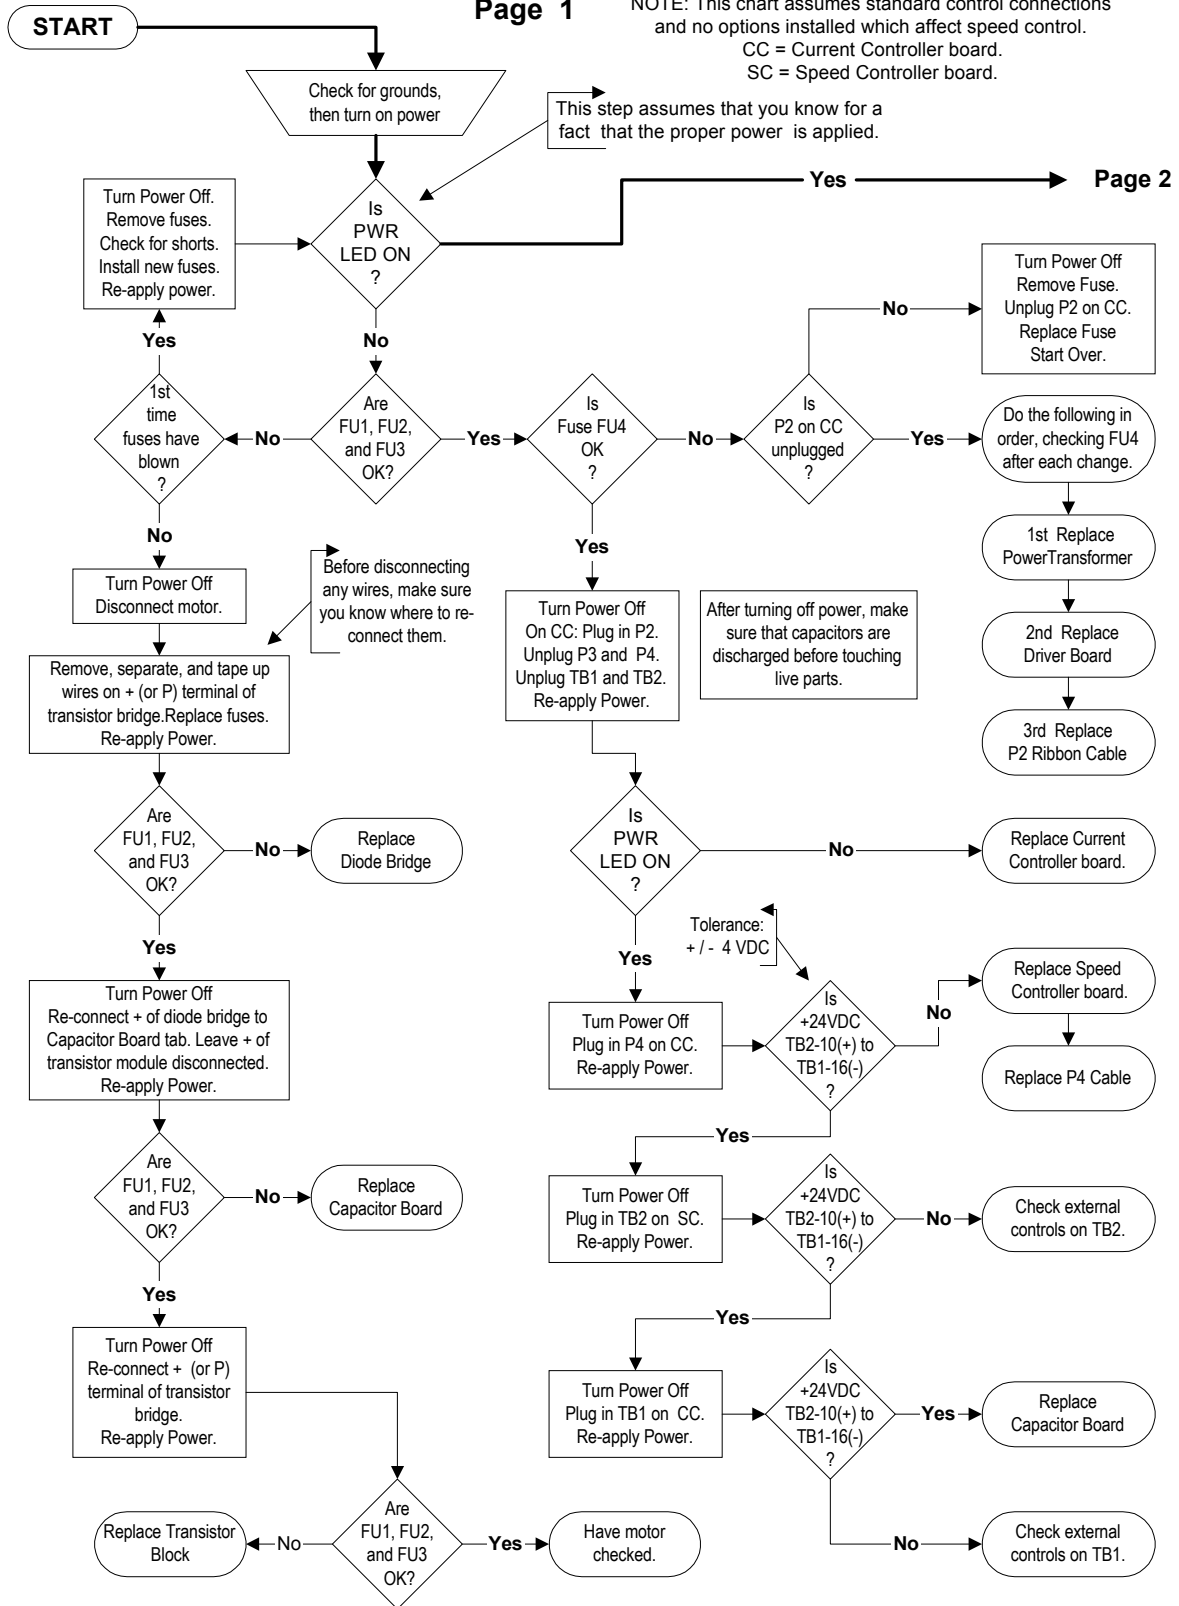 Page 1
NOTE: This chart assumes standard control connections
and no options installed which affect speed control.
CC = Current Controller board.
SC = Speed Controller board.
START
Check for grounds,
then turn on power
This step assumes that you know for a
fact that the proper power is applied.
Yes
Page 2
Turn Power Off.
Remove fuses.
Check for shorts.
Install new fuses.
Re-apply power.
Is
PWR
LED ON
?
Turn Power Off
Remove Fuse.
Unplug P2 on CC.
Replace Fuse
Start Over.
No
Yes
No
1st
time
fuses have
blown
?
No
Are
FU1, FU2,
and FU3
OK?
Yes
Is
Fuse FU4
OK
?
No
Is
P2 on CC
unplugged
?
Yes
Do the following in
order, checking FU4
after each change.
No
Yes
1st Replace
PowerTransformer
Turn Power Off
Disconnect motor.
Before disconnecting
any wires, make sure
you know where to re-
connect them.
Turn Power Off
On CC: Plug in P2.
Unplug P3 and P4.
Unplug TB1 and TB2.
Re-apply Power.
After turning off power, make
sure that capacitors are
discharged before touching
live parts.
2nd Replace
Driver Board
Remove, separate, and tape up
wires on + (or P) terminal of
transistor bridge.Replace fuses.
Re-apply Power.
3rd Replace
P2 Ribbon Cable
Are
FU1, FU2,
and FU3
OK?
No
Replace
Diode Bridge
Is
PWR
LED ON
?
No
Replace Current
Controller board.
Yes
Yes
Tolerance:
+ / - 4 VDC
Turn Power Off
Re-connect + of diode bridge to
Capacitor Board tab. Leave + of
transistor module disconnected.
Re-apply Power.
Turn Power Off
Plug in P4 on CC.
Re-apply Power.
Is
+24VDC
TB2-10(+) to
TB1-16(-)
?
No
Replace Speed
Controller board.
Replace P4 Cable
Yes
Are
FU1, FU2,
and FU3
OK?
No
Replace
Capacitor Board
Turn Power Off
Plug in TB2 on SC.
Re-apply Power.
Is
+24VDC
TB2-10(+) to
TB1-16(-)
?
No
Check external
controls on TB2.
Yes
Yes
Turn Power Off
Re-connect + (or P)
terminal of transistor
bridge.
Re-apply Power.
Turn Power Off
Plug in TB1 on CC.
Re-apply Power.
Is
+24VDC
TB2-10(+) to
TB1-16(-)
?
Yes
Replace
Capacitor Board
Replace Transistor
Block
No
Are
FU1, FU2,
and FU3
OK?
Yes
Have motor
checked.
No
Check external
controls on TB1.